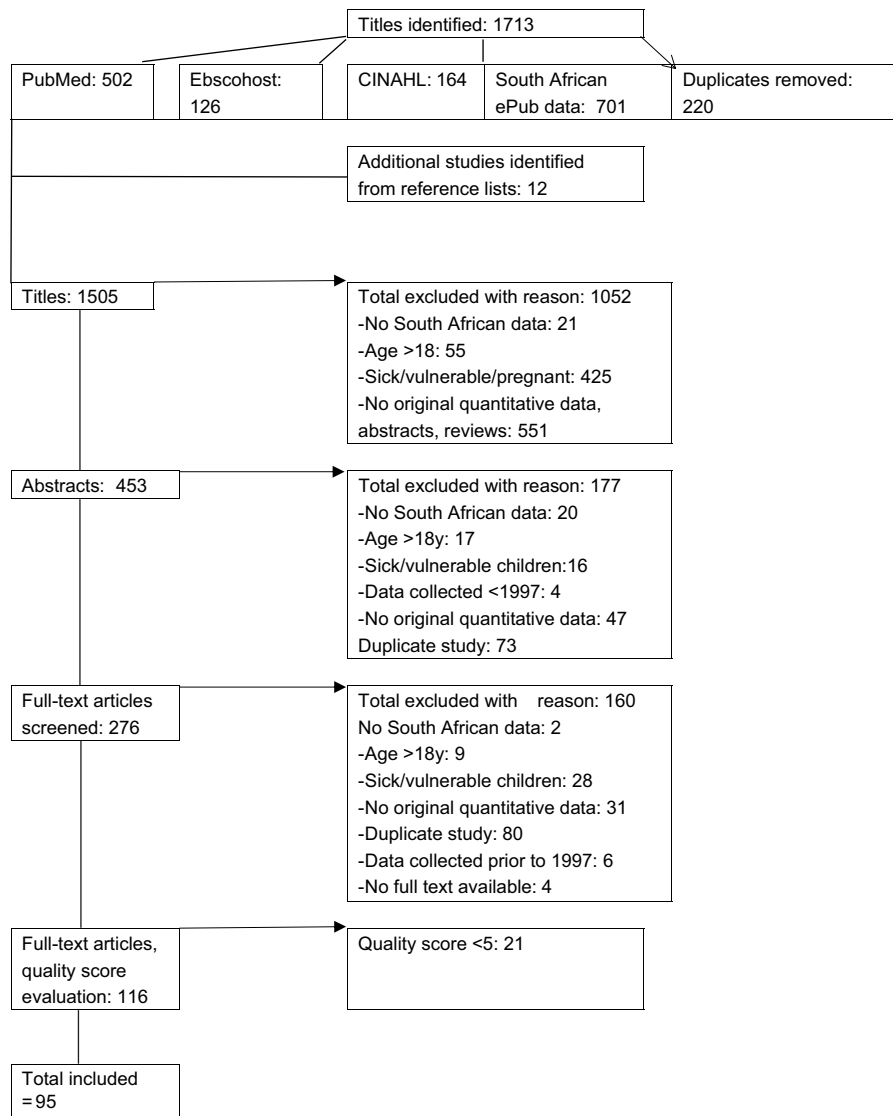 Titles identified: 1713
PubMed: 502
Ebscohost:
126
CINAHL: 164
South African
ePub data: 701
Duplicates removed:
220
Additional studies identified
from reference lists: 12
Titles: 1505
Total excluded with reason: 1052
-No South African data: 21
-Age >18: 55
-Sick/vulnerable/pregnant: 425
-No original quantitative data,
abstracts, reviews: 551
Abstracts: 453
Total excluded with reason: 177
-No South African data: 20
-Age >18y: 17
-Sick/vulnerable children:16
-Data collected <1997: 4
-No original quantitative data: 47
Duplicate study: 73
Full-text articles
screened: 276
Total excluded with reason: 160
No South African data: 2
-Age >18y: 9
-Sick/vulnerable children: 28
-No original quantitative data: 31
-Duplicate study: 80
-Data collected prior to 1997: 6
-No full text available: 4
Full-text articles,
quality score
evaluation: 116
Quality score <5: 21
Total included
=95